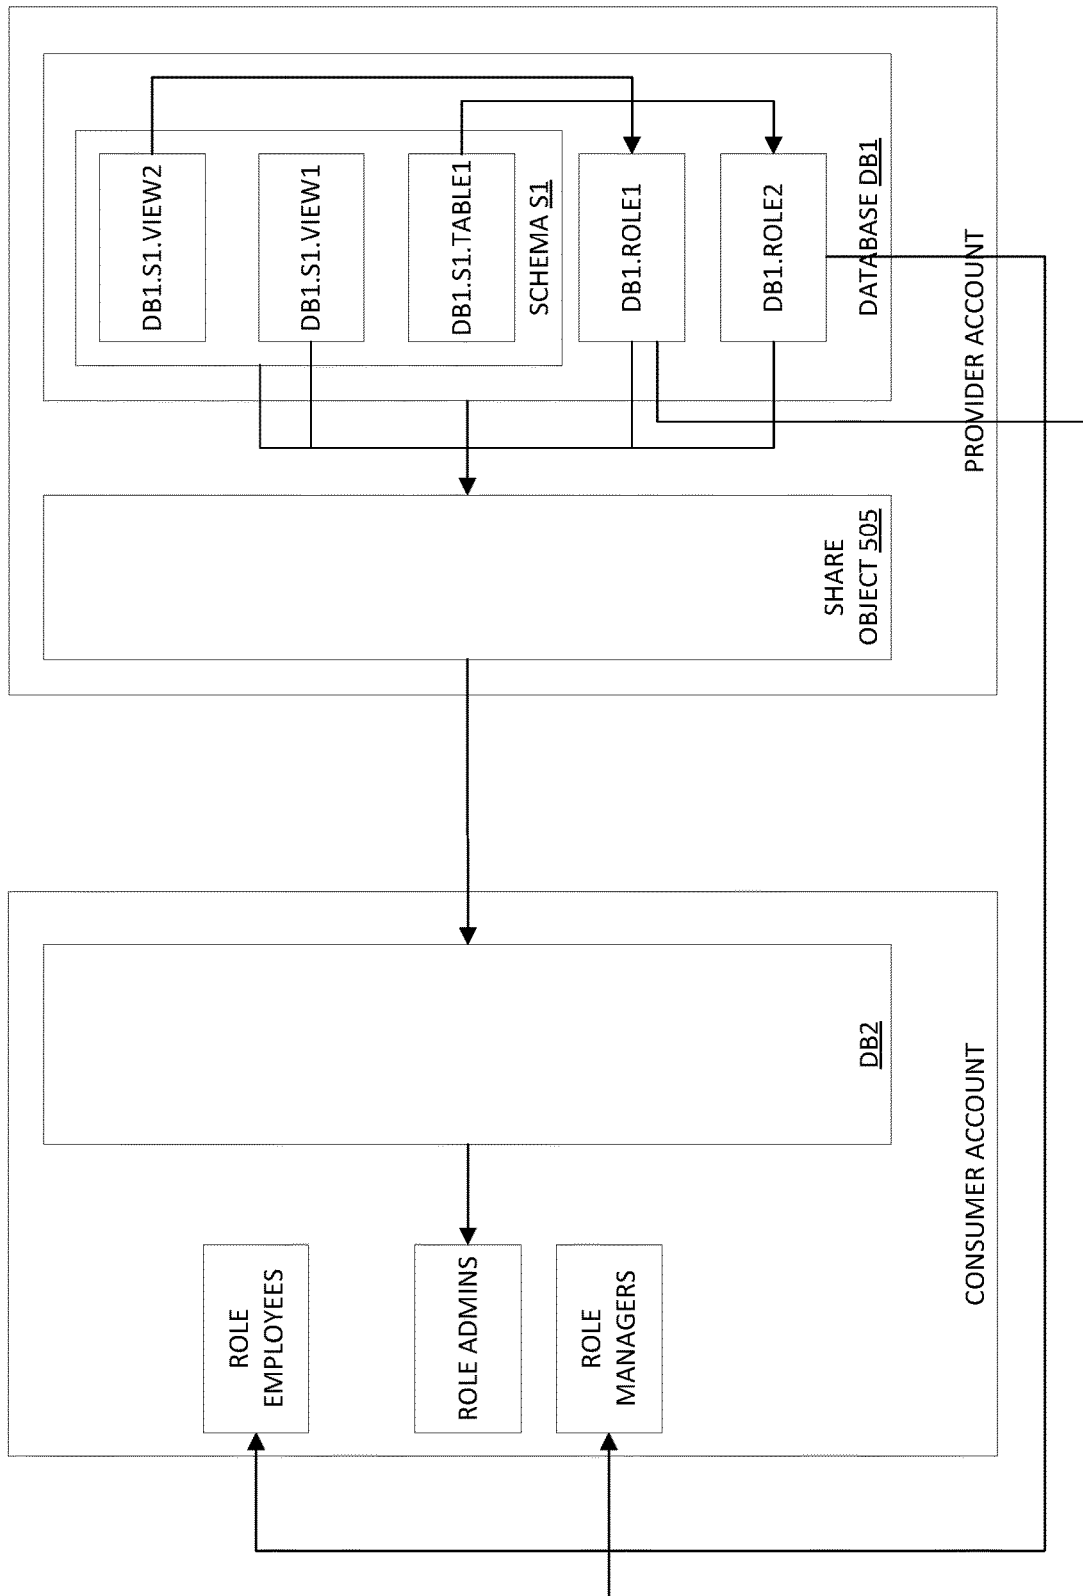 DB1.S1.VIEW2
DB1.S1.VIEW1
DB1.S1.TABLE1
SCHEMA S1
DB1.ROLE1
DB1.ROLE2
DATABASE DB1
PROVIDER ACCOUNT
SHARE
OBJECT 505
DB2
CONSUMER ACCOUNT
ROLE
EMPLOYEES
ROLE ADMINS
ROLE
MANAGERS